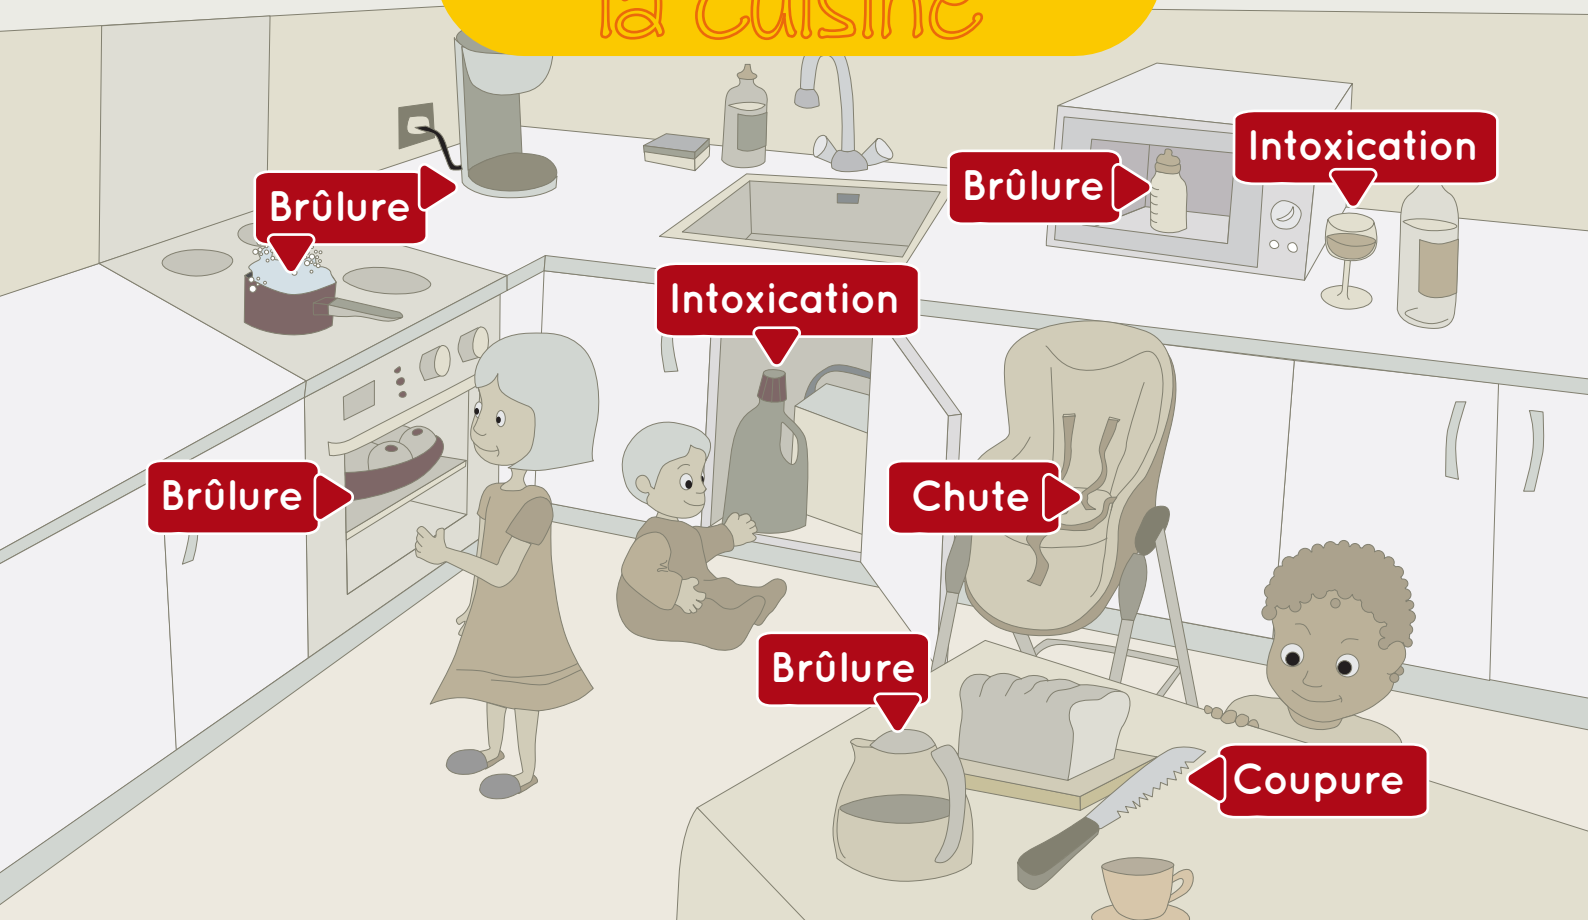 la cuisine
Intoxication
Brûlure
Brûlure
Intoxication
Brûlure
Chute
Brûlure
Coupure